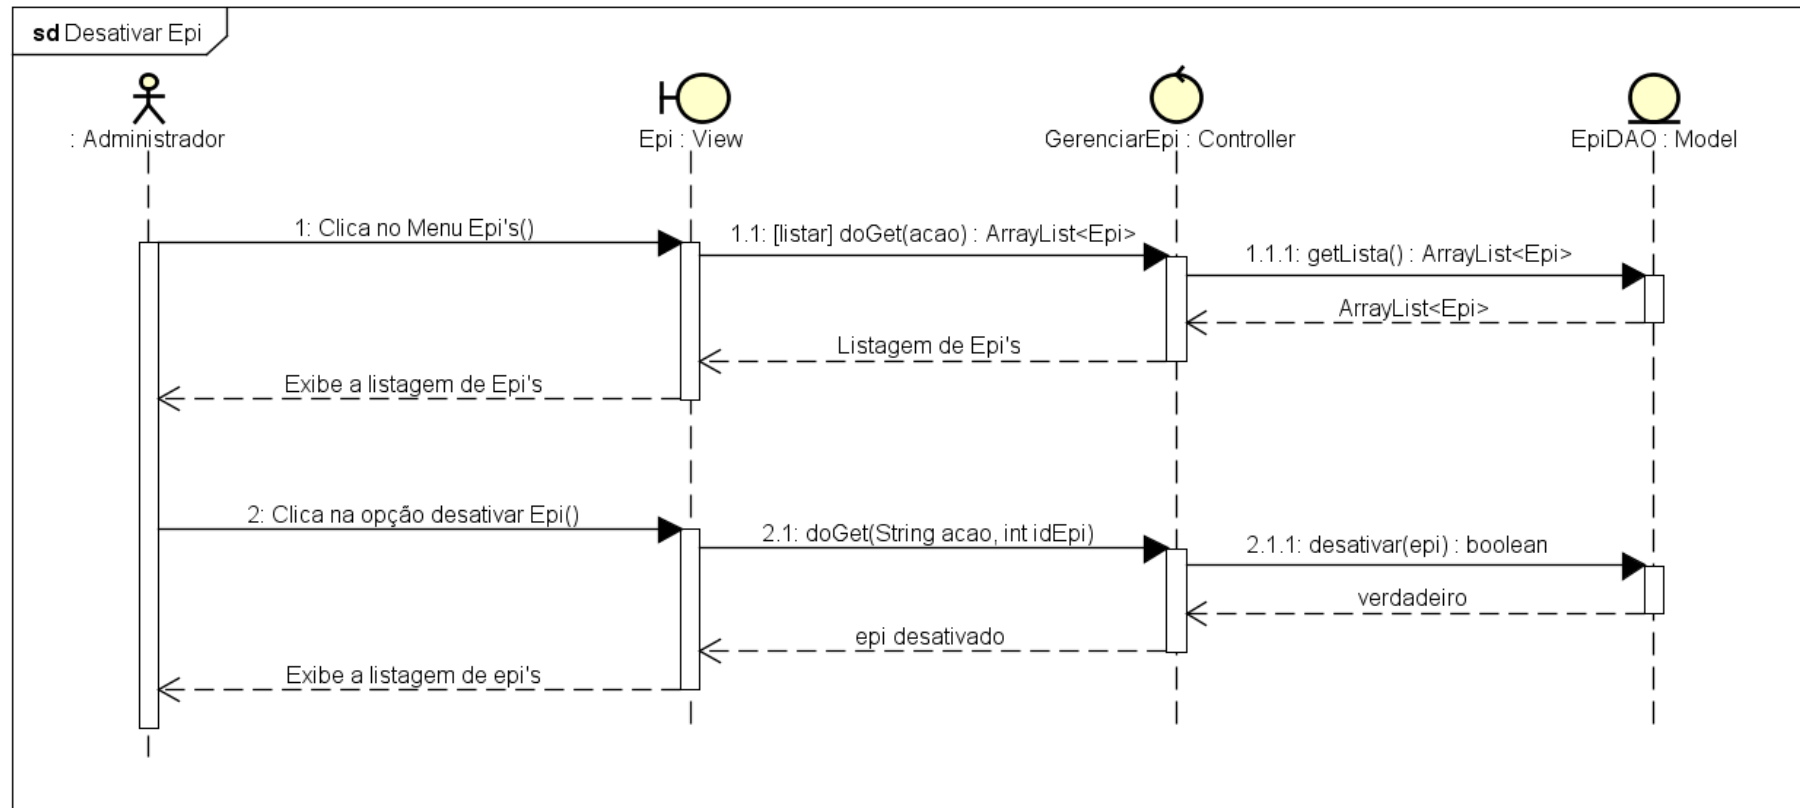 sd Desativar Epi
: Administrador
Epi : View
GerenciarEpi : Controller
EpiDAO : Model
1: Clica no Menu Epi's()
1.1: [listar] doGet(acao) : ArrayList<Epi>
1.1.1: getLista() : ArrayList<Epi>
ArrayList<Epi>
Listagem de Epi's
Exibe a listagem de Epi's
2: Clica na opção desativar Epi()
2.1: doGet(String acao, int idEpi)
2.1.1: desativar(epi) : boolean
verdadeiro
epi desativado
Exibe a listagem de epi's